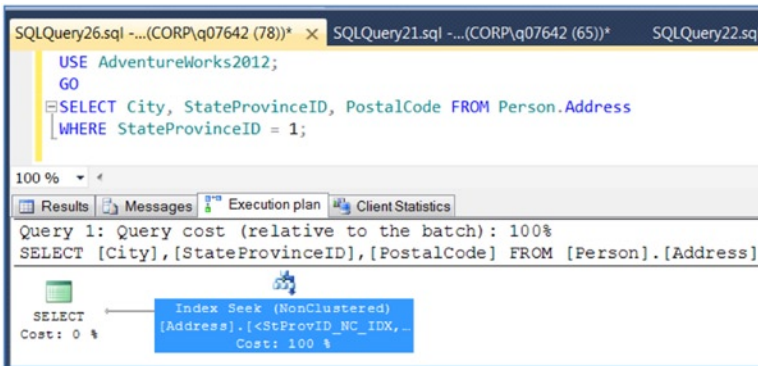 SQLQuery26.sql -...(CORP\q07642 (78))* × SQLQuery21.sql -...(CORP\q07642 (65))* SQLQuery22.sq
USE AdventureWorks2012;
GO
SELECT City, StateProvinceID, PostalCode FROM Person.Address
WHERE StateProvinceID = 1;
100 %
Results Messages Execution plan Client Statistics
Query 1: Query cost (relative to the batch): 100%
SELECT [City],[StateProvinceID],[PostalCode] FROM [Person].[Address]
SELECT
Cost: 0 %
Index Seek (NonClustered)
[Address].[<StProvID_NC_IDX,…
Cost: 100 %